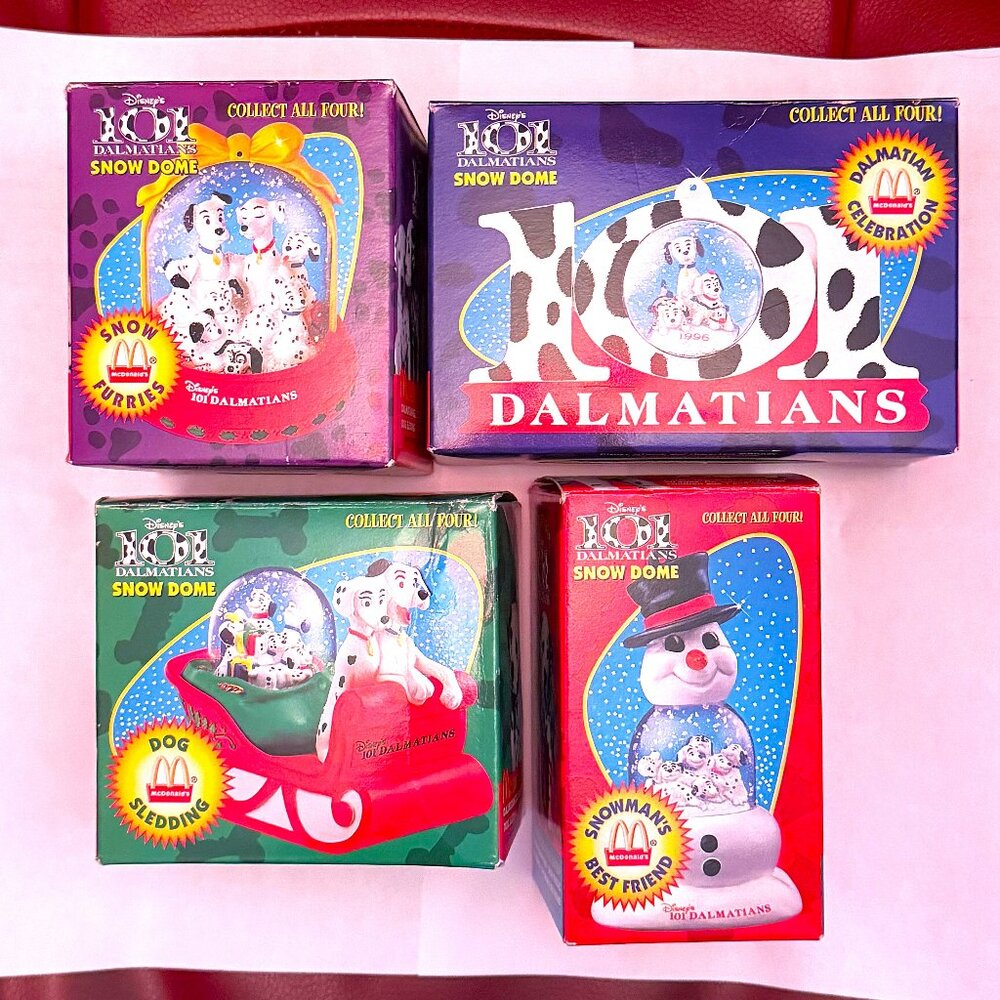 Disney's
101
DALMATIANS
SNOW DOME
COLLECT ALL FOUR!
SNOW
McDONALD'S®
FURRIES
Disney's
101 DALMATIANS
Disney's
101
DALMATIANS
SNOW DOME
COLLECT ALL FOUR!
DALMATIAN
McDONALD'S®
CELEBRATION
101
1996
DALMATIANS
Disney's
101
DALMATIANS
SNOW DOME
COLLECT ALL FOUR!
DOG
McDONALD'S®
SLEDDING
Disney's
101 DALMATIANS
Disney's
101
DALMATIANS
SNOW DOME
COLLECT ALL FOUR!
SNOWMAN'S
McDONALD'S®
BEST FRIEND
Disney's
101 DALMATIANS